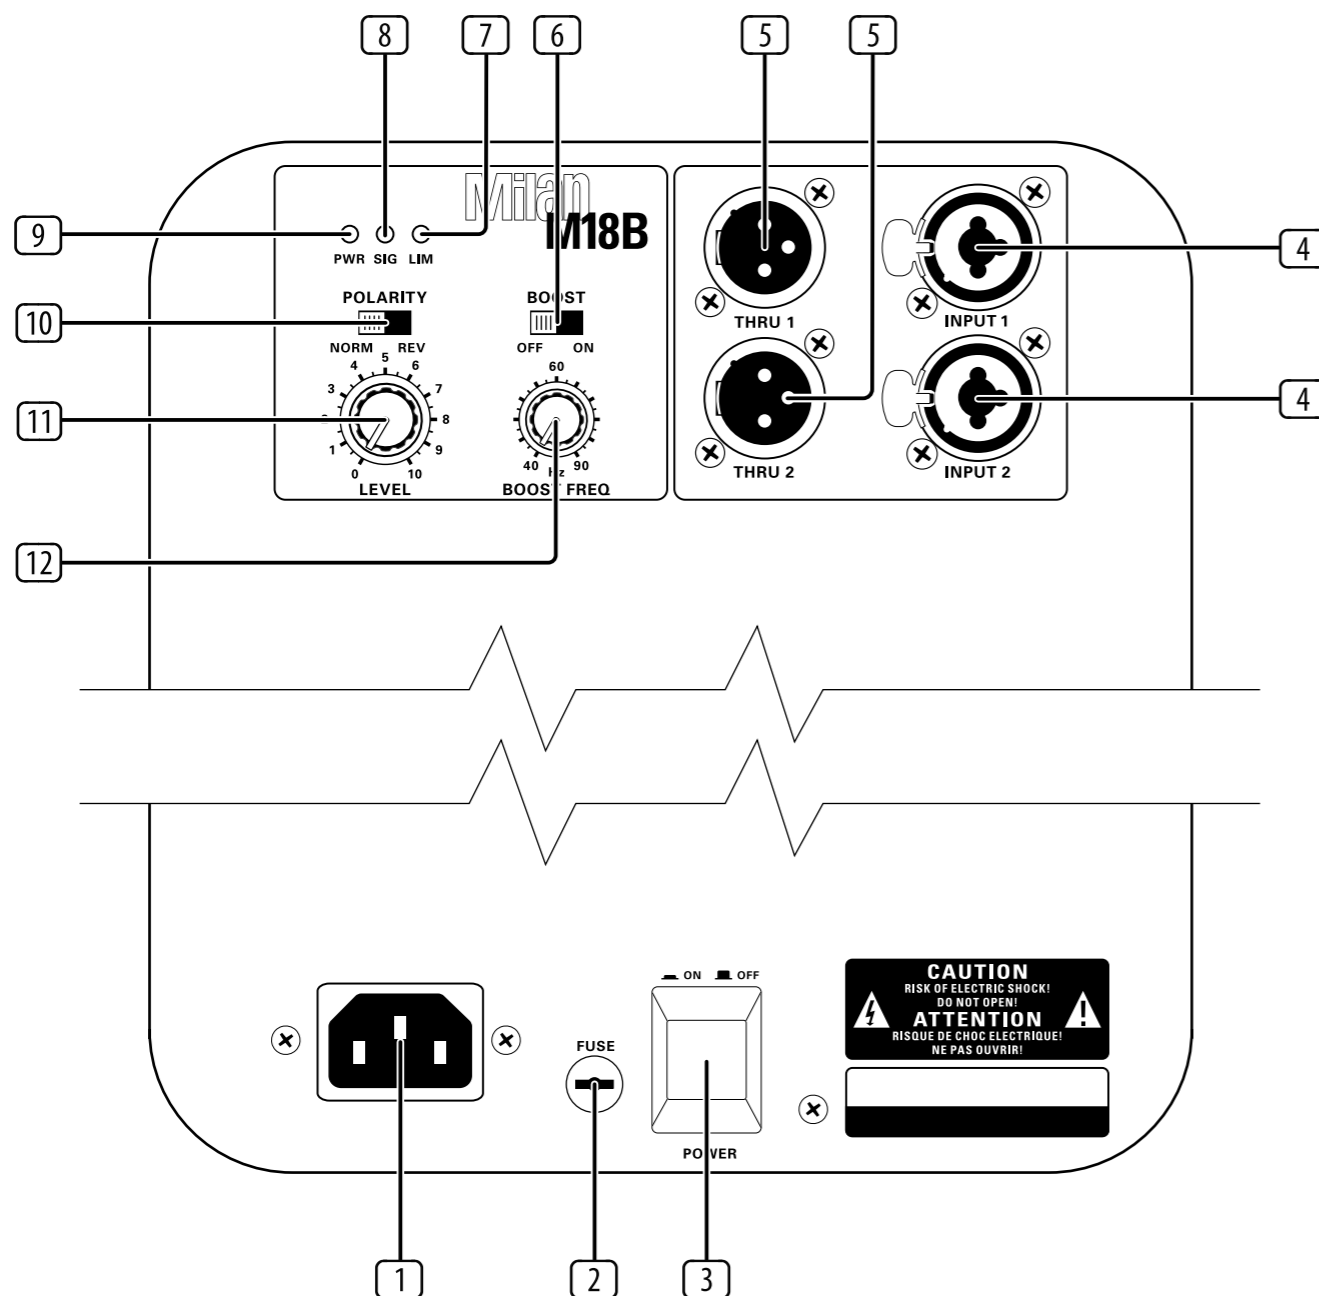 8 7 6 5 5
Milan
M18B
9
PWR SIG LIM
4
POLARITY
BOOST
10
NORM REV
OFF ON
THRU 1
INPUT 1
0 1 2 3 4 5 6 7 8 9 10
11
LEVEL
60
40 Hz 90
BOOST FREQ
4
THRU 2
INPUT 2
12
ON OFF
CAUTION
RISK OF ELECTRIC SHOCK!
DO NOT OPEN!
ATTENTION
RISQUE DE CHOC ELECTRIQUE!
NE PAS OUVRIR!
FUSE
POWER
1 2 3